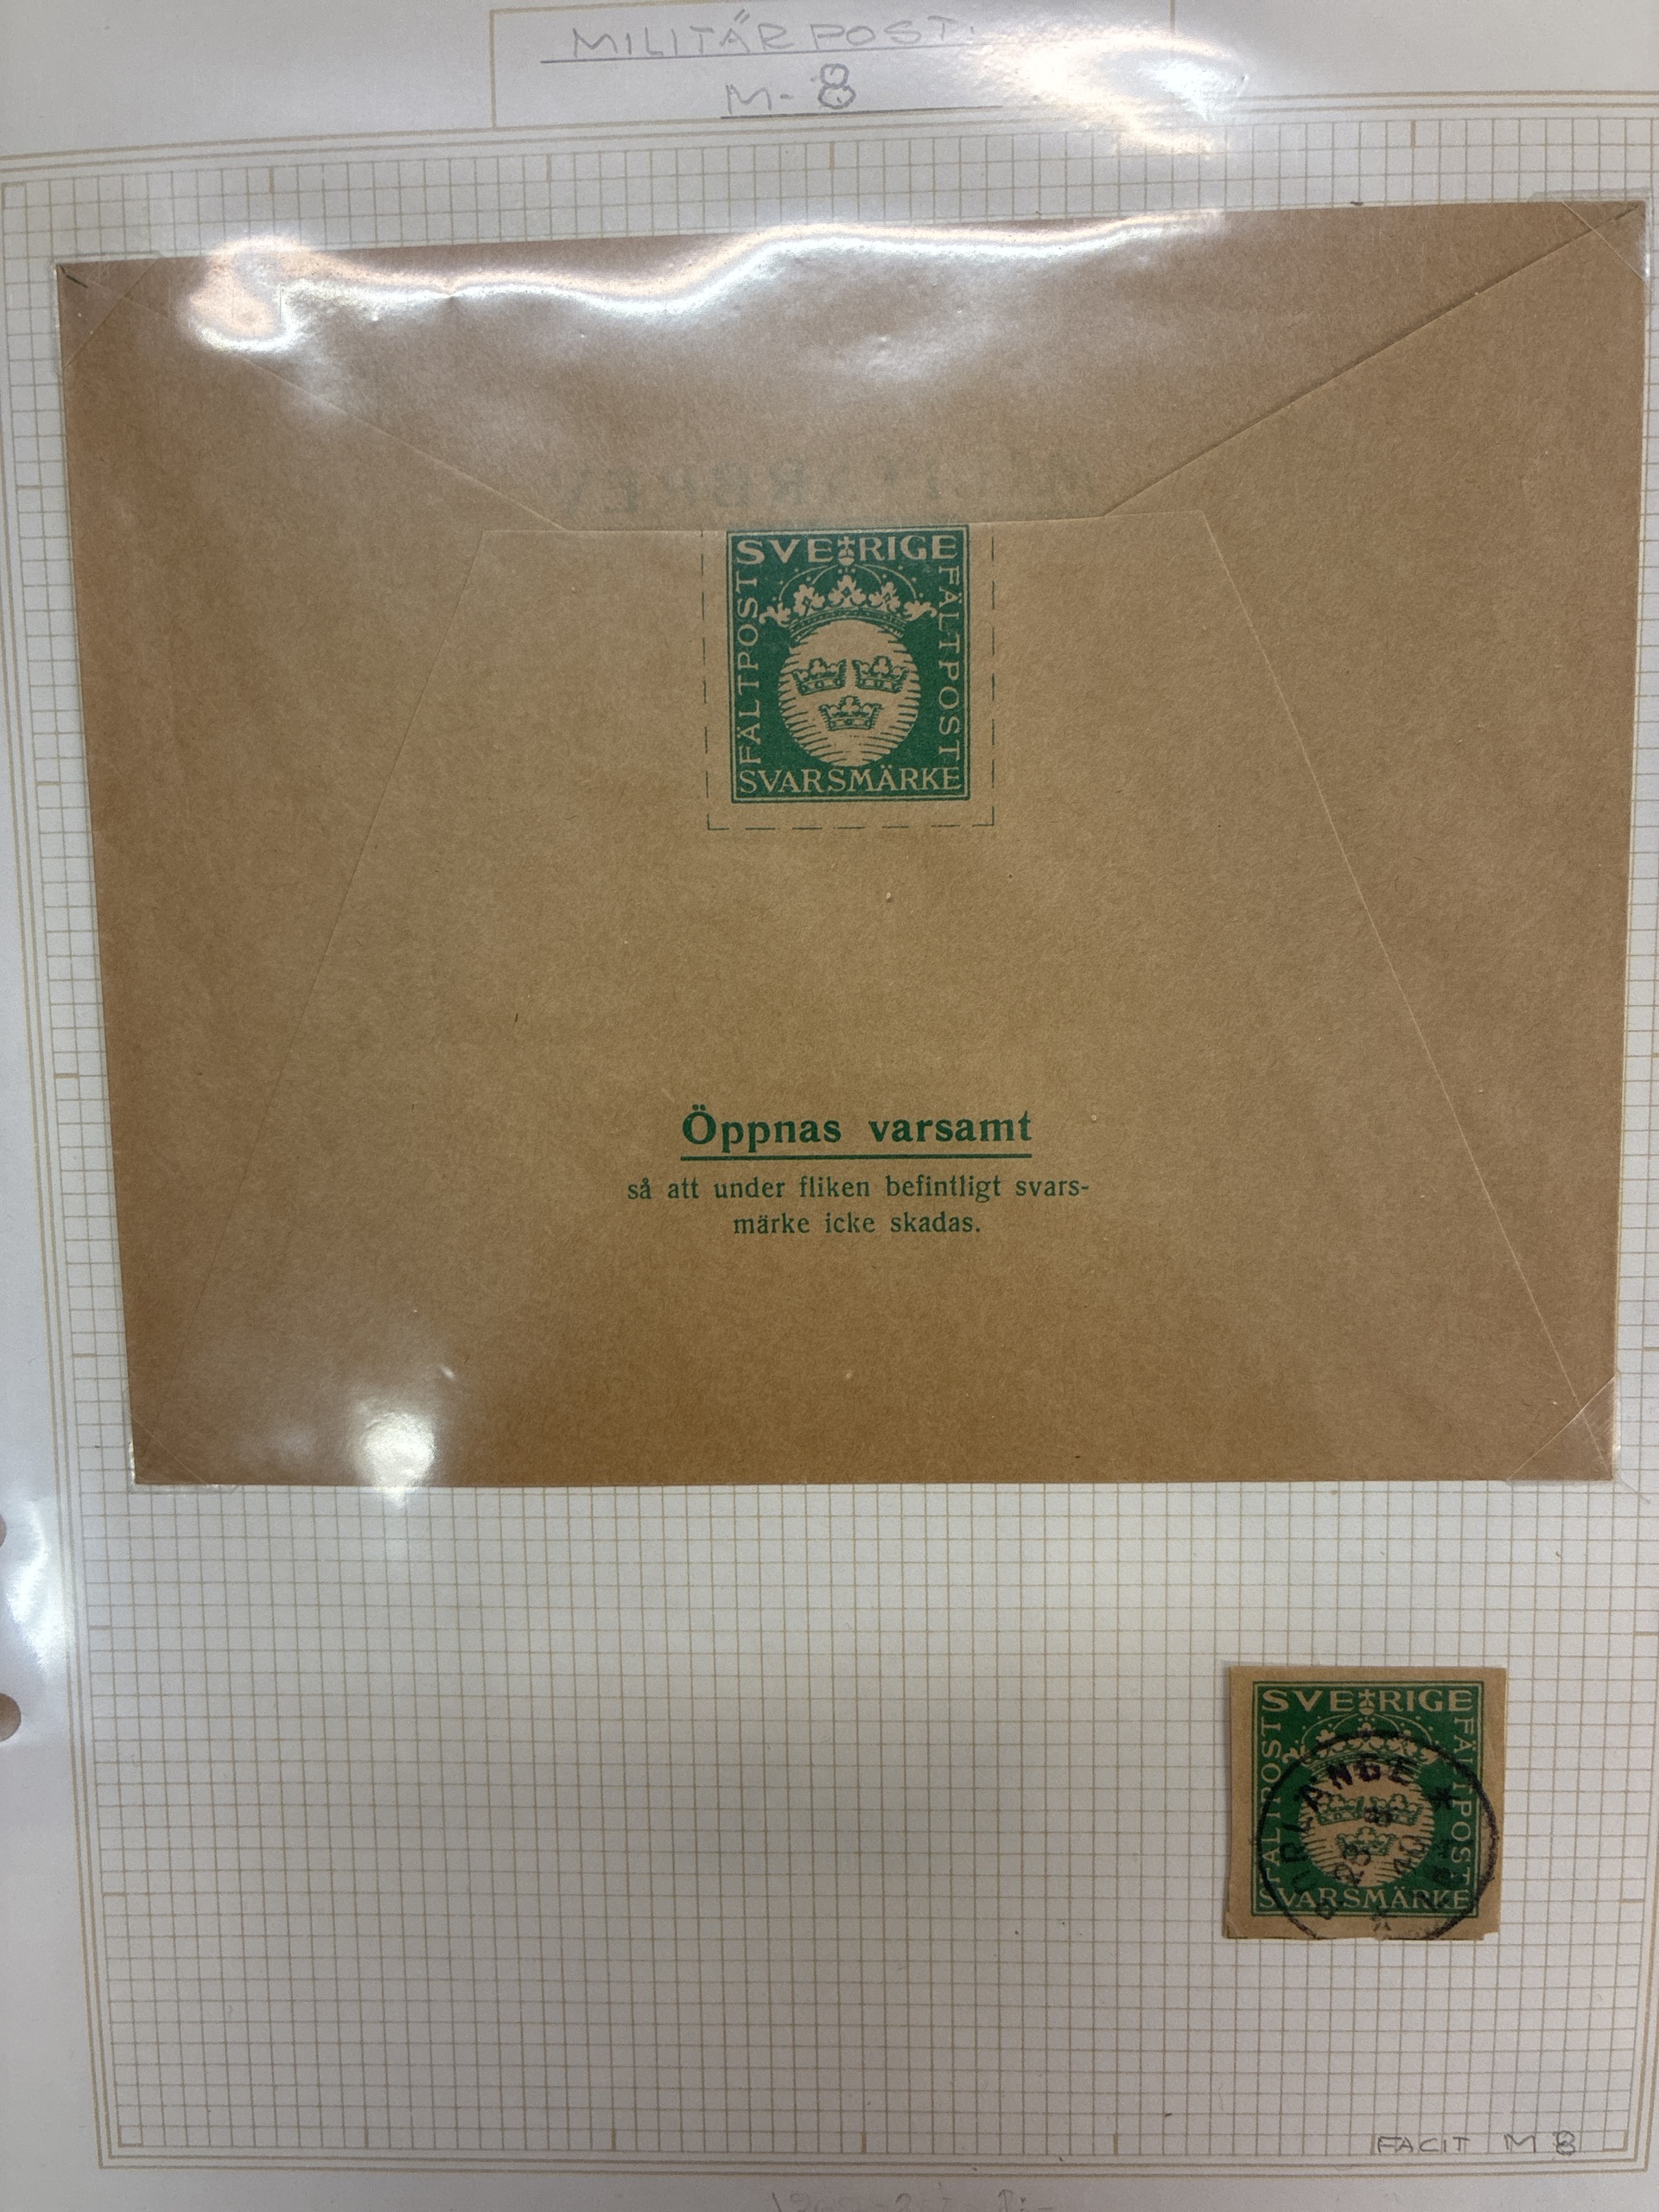 MILITÄRPOST.
M-8
SVERIGE
FÄLTPOST
FÄLTPOST
SVARSMÄRKE
Öppnas varsamt
så att under fliken befintligt svars-
märke icke skadas.
SVERIGE
FÄLTPOST
FÄLTPOST
SVARSMÄRKE
FACIT M 8